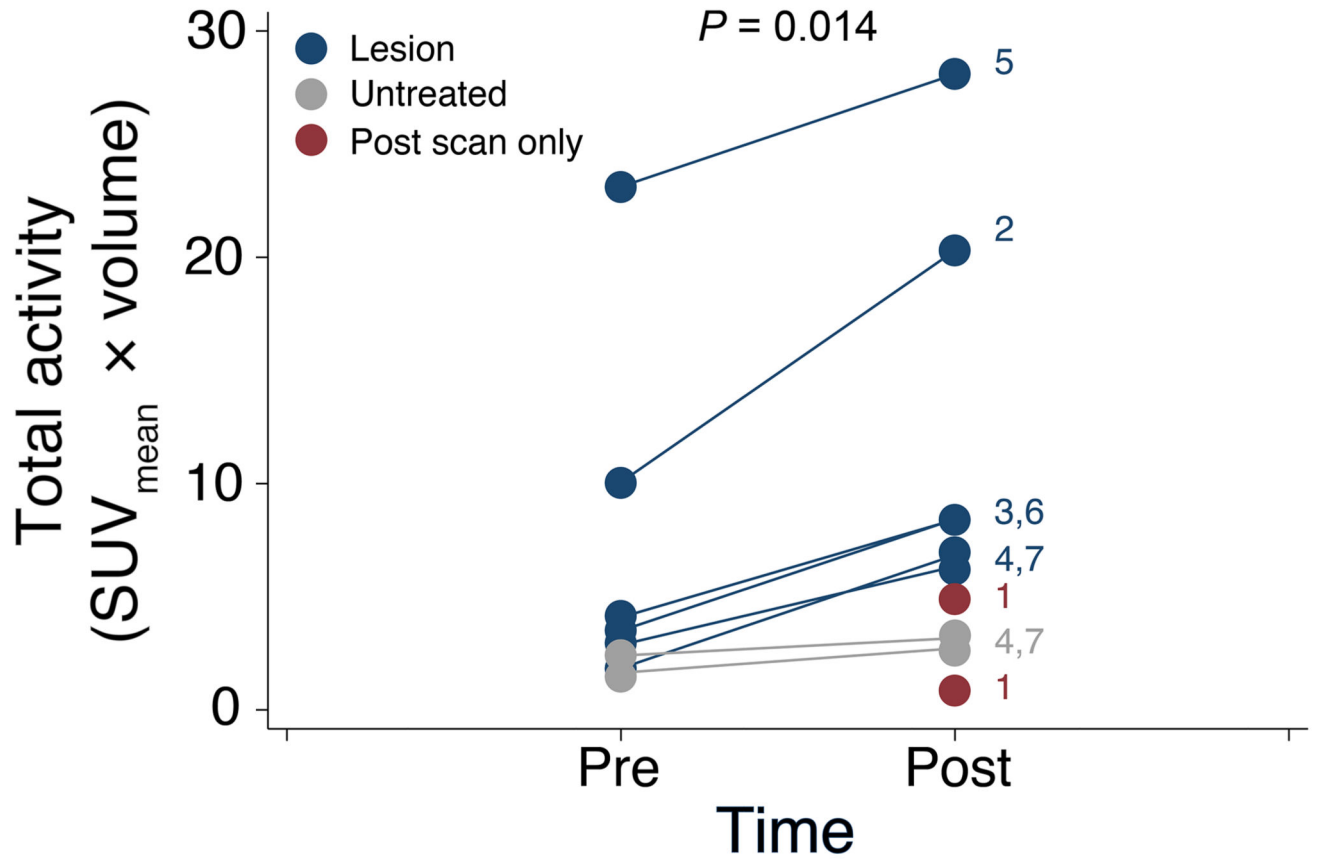 P = 0.014
Lesion
Untreated
Post scan only
Total activity
(SUVmean × volume)
30
20
10
0
5
2
3,6
4,7
1
4,7
1
Pre
Post
Time